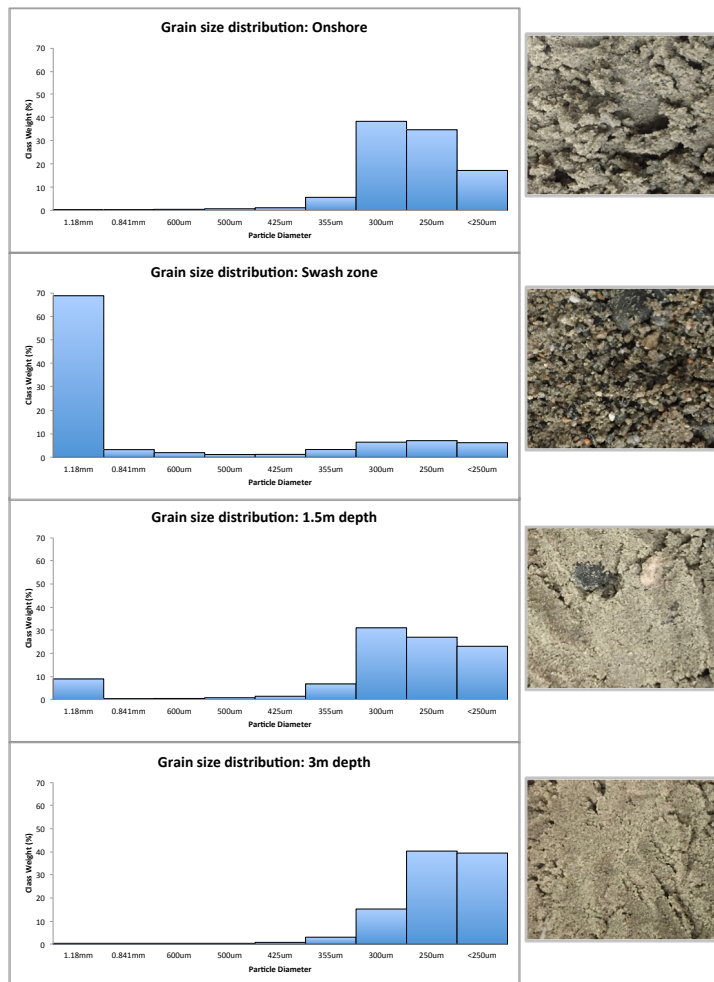 Grain size distribution: Onshore
70
60
50
40
30
20
10
0
Class Weight (%)
1.18mm 0.841mm 600um 500um 425um 355um 300um 250um <250um
Particle Diameter
Grain size distribution: Swash zone
70
60
50
40
30
20
10
0
Class Weight (%)
1.18mm 0.841mm 600um 500um 425um 355um 300um 250um <250um
Particle Diameter
Grain size distribution: 1.5m depth
70
60
50
40
30
20
10
0
Class Weight (%)
1.18mm 0.841mm 600um 500um 425um 355um 300um 250um <250um
Particle Diameter
Grain size distribution: 3m depth
70
60
50
40
30
20
10
0
Class Weight (%)
1.18mm 0.841mm 600um 500um 425um 355um 300um 250um <250um
Particle Diameter